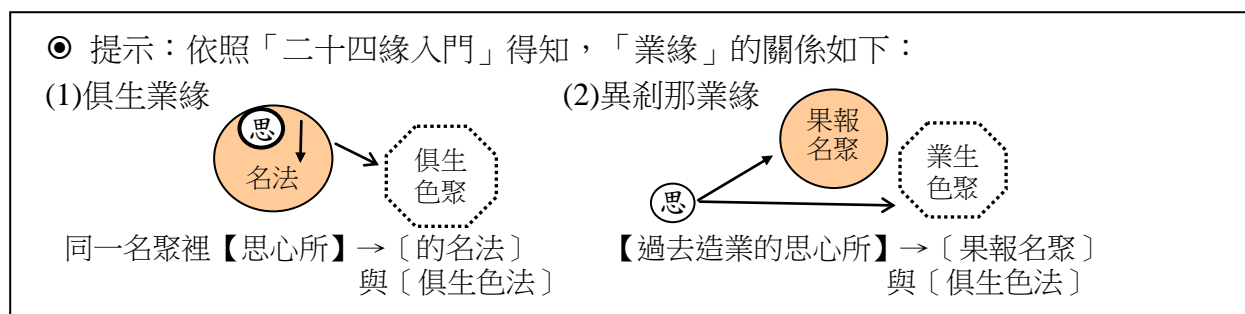 ⊙ 提示：依照「二十四緣入門」得知，「業緣」的關係如下：
(1)俱生業緣
(2)異剎那業緣
思
名法
俱生
色聚
果報
名聚
業生
色聚
思
同一名聚裡【思心所】→〔的名法〕
與〔俱生色法〕
【過去造業的思心所】→〔果報名聚〕
與〔俱生色法〕